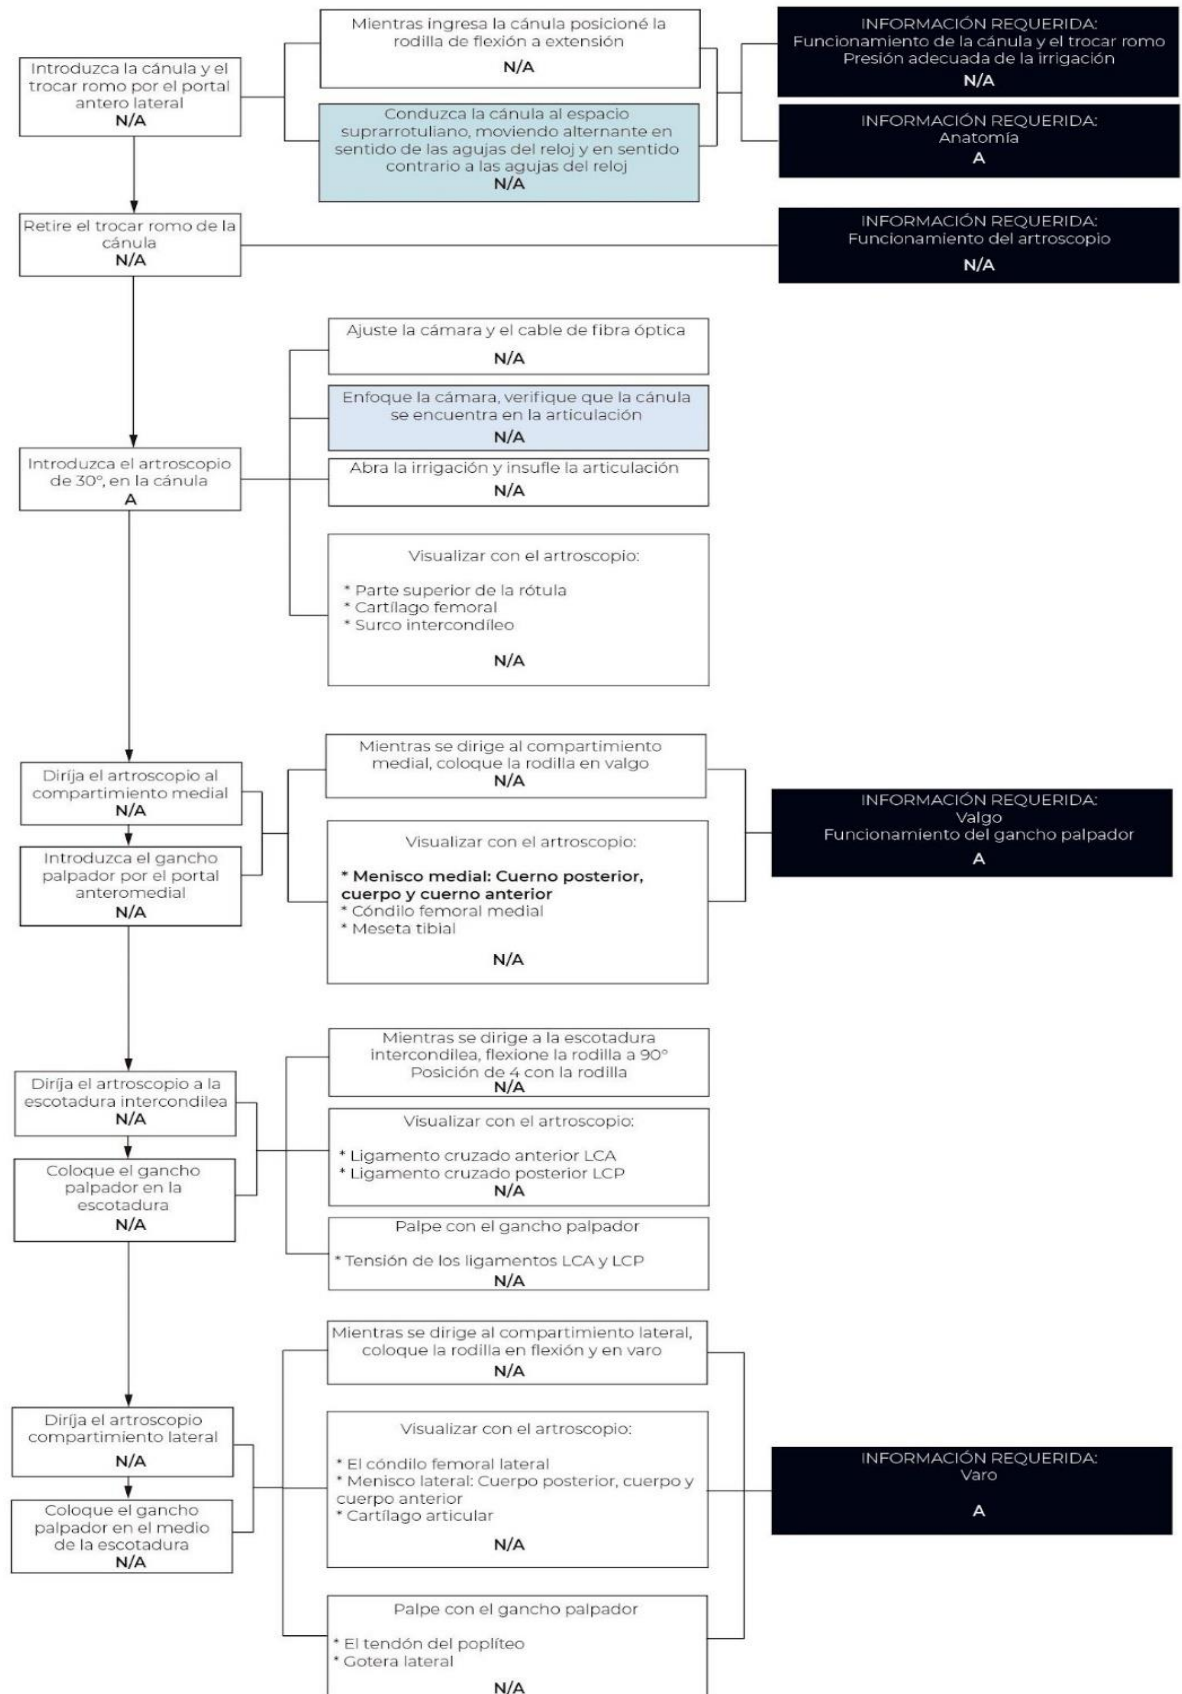 Introduzca la cánula y el
trocar romo por el portal
antero lateral
N/A
Mientras ingresa la cánula posicioné la
rodilla de flexión a extensión
N/A
Conduzca la cánula al espacio
suprarrotuliano, moviendo alternante en
sentido de las agujas del reloj y en sentido
contrario a las agujas del reloj
N/A
INFORMACIÓN REQUERIDA:
Funcionamiento de la cánula y el trocar romo
Presión adecuada de la irrigación
N/A
INFORMACIÓN REQUERIDA:
Anatomía
A
Retire el trocar romo de la
cánula
N/A
INFORMACIÓN REQUERIDA:
Funcionamiento del artroscopio
N/A
Introduzca el artroscopio
de 30°, en la cánula
A
Ajuste la cámara y el cable de fibra óptica
N/A
Enfoque la cámara, verifique que la cánula
se encuentra en la articulación
N/A
Abra la irrigación y insufle la articulación
N/A
Visualizar con el artroscopio:
* Parte superior de la rótula
* Cartílago femoral
* Surco intercondíleo
N/A
Diríja el artroscopio al
compartimiento medial
N/A
Introduzca el gancho
palpador por el portal
anteromedial
N/A
Mientras se dirige al compartimiento
medial, coloque la rodilla en valgo
N/A
Visualizar con el artroscopio:
* Menisco medial: Cuerno posterior,
cuerpo y cuerno anterior
* Cóndilo femoral medial
* Meseta tibial
N/A
INFORMACIÓN REQUERIDA:
Valgo
Funcionamiento del gancho palpador
A
Diríja el artroscopio a la
escotadura intercondilea
N/A
Coloque el gancho
palpador en la
escotadura
N/A
Mientras se dirige a la escotadura
intercondilea, flexione la rodilla a 90°
Posición de 4 con la rodilla
N/A
Visualizar con el artroscopio:
* Ligamento cruzado anterior LCA
* Ligamento cruzado posterior LCP
N/A
Palpe con el gancho palpador
* Tensión de los ligamentos LCA y LCP
N/A
Diríja el artroscopio
compartimiento lateral
N/A
Coloque el gancho
palpador en el medio
de la escotadura
N/A
Mientras se dirige al compartimiento lateral,
coloque la rodilla en flexión y en varo
N/A
Visualizar con el artroscopio:
* El cóndilo femoral lateral
* Menisco lateral: Cuerpo posterior, cuerpo y
cuerpo anterior
* Cartílago articular
N/A
Palpe con el gancho palpador
* El tendón del poplíteo
* Gotera lateral
N/A
INFORMACIÓN REQUERIDA:
Varo
A